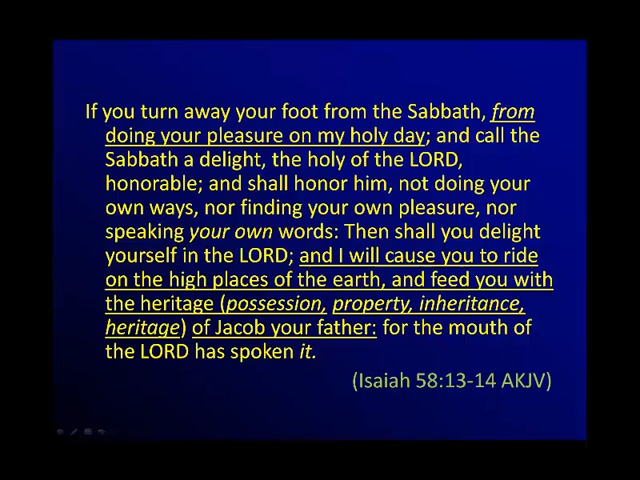 If you turn away your foot from the Sabbath, from
doing your pleasure on my holy day; and call the
Sabbath a delight, the holy of the LORD,
honorable; and shall honor him, not doing your
own ways, nor finding your own pleasure, nor
speaking your own words: Then shall you delight
yourself in the LORD; and I will cause you to ride
on the high places of the earth, and feed you with
the heritage (possession, property, inheritance,
heritage) of Jacob your father: for the mouth of
the LORD has spoken it.
(Isaiah 58:13-14 AKJV)